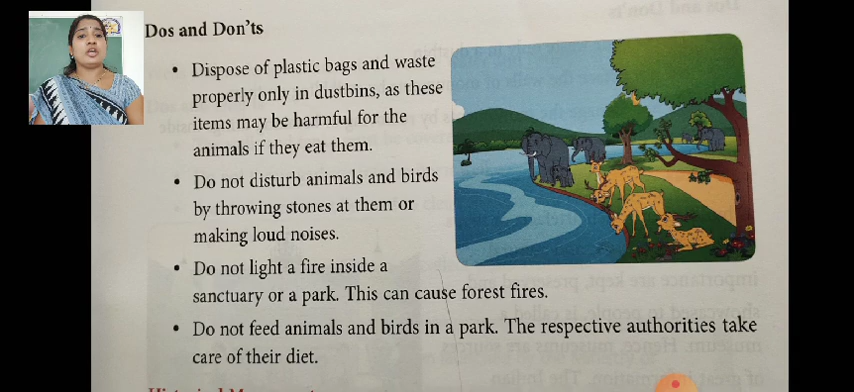 Dos and Don'ts
• Dispose of plastic bags and waste
properly only in dustbins, as these
items may be harmful for the
animals if they eat them.
• Do not disturb animals and birds
by throwing stones at them or
making loud noises.
• Do not light a fire inside a
sanctuary or a park. This can cause forest fires.
• Do not feed animals and birds in a park. The respective authorities take
care of their diet.